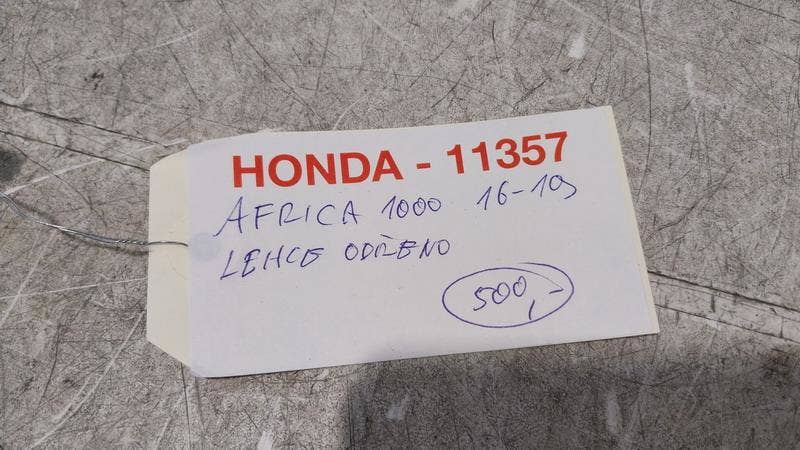 HONDA - 11357
AFRICA 1000 16-19
LEHCE ODŘENO
500,-